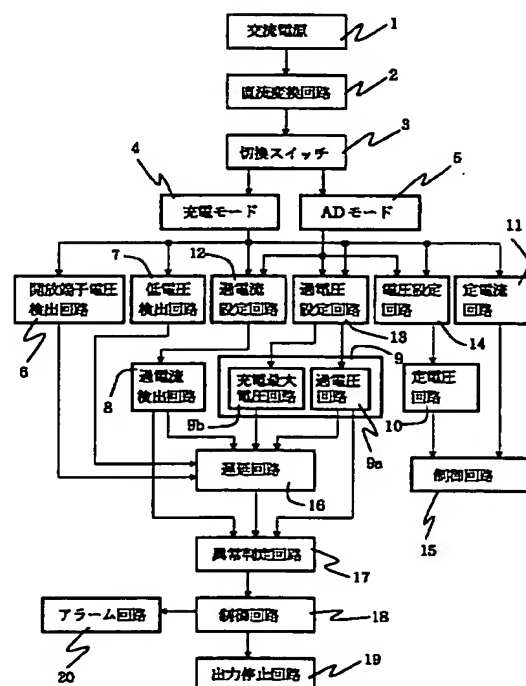 交流電源
1
直流変換回路
2
切換スイッチ
3
4
充電モード
ADモード
5
開放端子電圧
検出回路
6
7
低電圧
検出回路
12
過電流
設定回路
過電圧
設定回路
13
電圧設定
回路
14
11
定電流
回路
過電流
検出回路
8
9
充電最大
電圧回路
9b
過電圧
回路
9a
定電圧
回路
10
遅延回路
16
制御回路
15
異常判定回路
17
アラーム回路
20
制御回路
18
出力停止回路
19